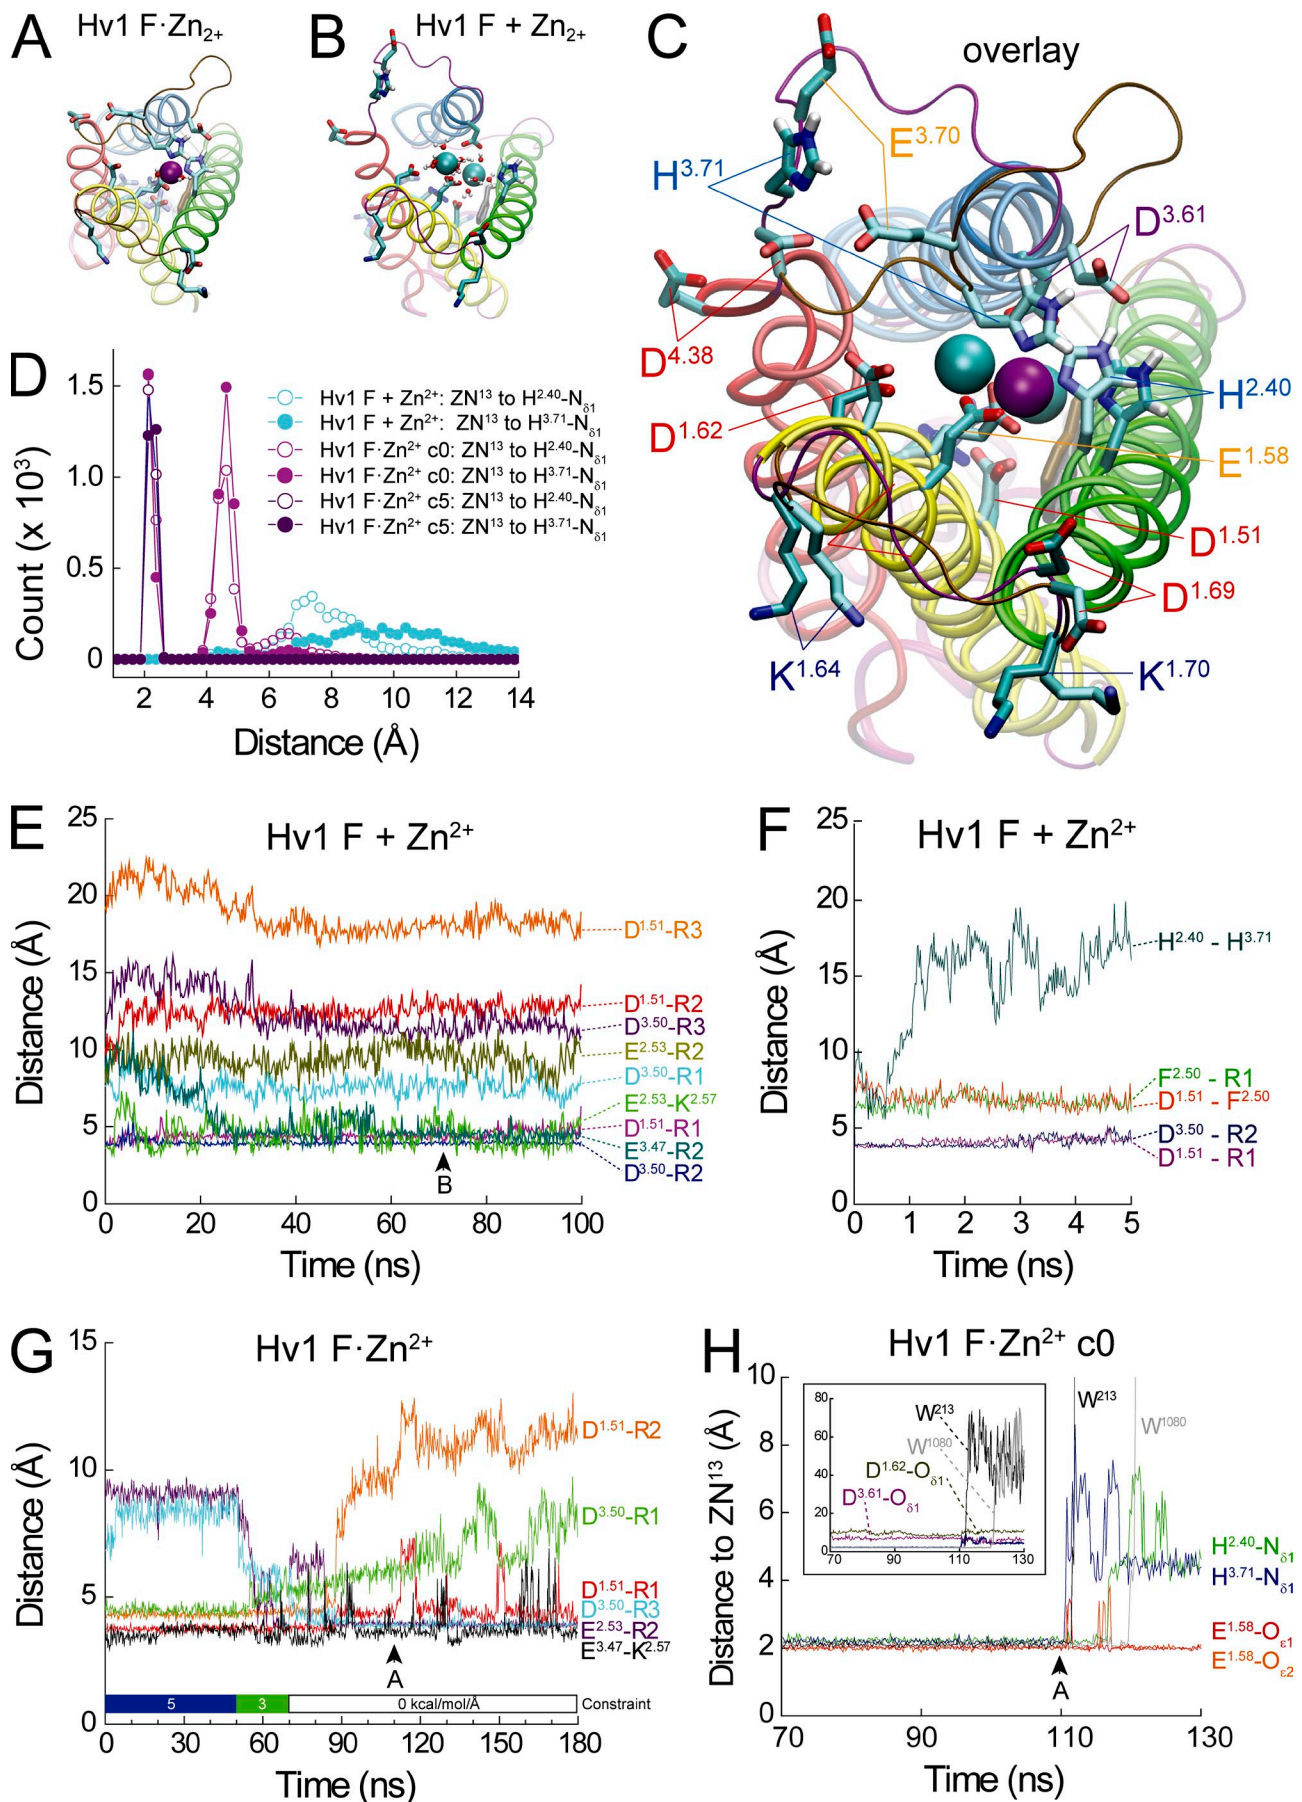 A
Hv1 F·Zn2+
B
Hv1 F + Zn2+
C
overlay
E3.70
H3.71
D3.61
D4.38
H2.40
D1.62
E1.58
D1.51
D1.69
K1.64
K1.70
D
Hv1 F + Zn2+: ZN13 to H2.40-Nδ1
Hv1 F + Zn2+: ZN13 to H3.71-Nδ1
Hv1 F·Zn2+ c0: ZN13 to H2.40-Nδ1
Hv1 F·Zn2+ c0: ZN13 to H3.71-Nδ1
Hv1 F·Zn2+ c5: ZN13 to H2.40-Nδ1
Hv1 F·Zn2+ c5: ZN13 to H3.71-Nδ1
Count (x 10³)
1.5
1.0
0.5
0
2 4 6 8 10 12 14
Distance (Å)
E
Hv1 F + Zn2+
Distance (Å)
25
20
15
10
5
0
D1.51-R3
D1.51-R2
D3.50-R3
E2.53-R2
D3.50-R1
E2.53-K2.57
D1.51-R1
E3.47-R2
D3.50-R2
B
0 20 40 60 80 100
Time (ns)
F
Hv1 F + Zn2+
Distance (Å)
25
20
15
10
5
0
H2.40 - H3.71
F2.50 - R1
D1.51 - F2.50
D3.50 - R2
D1.51 - R1
0 1 2 3 4 5
Time (ns)
G
Hv1 F·Zn2+
Distance (Å)
15
10
5
0
D1.51-R2
D3.50-R1
D1.51-R1
D3.50-R3
E2.53-R2
E3.47-K2.57
A
5 3 0 kcal/mol/Å Constraint
0 30 60 90 120 150 180
Time (ns)
H
Hv1 F·Zn2+ c0
Distance to ZN13 (Å)
10
8
6
4
2
0
80
60
40
20
0
W213
W1080
D1.62-Oδ1
D3.61-Oδ1
70 90 110 130
W213
W1080
H2.40-Nδ1
H3.71-Nδ1
E1.58-Oε1
E1.58-Oε2
A
70 90 110 130
Time (ns)